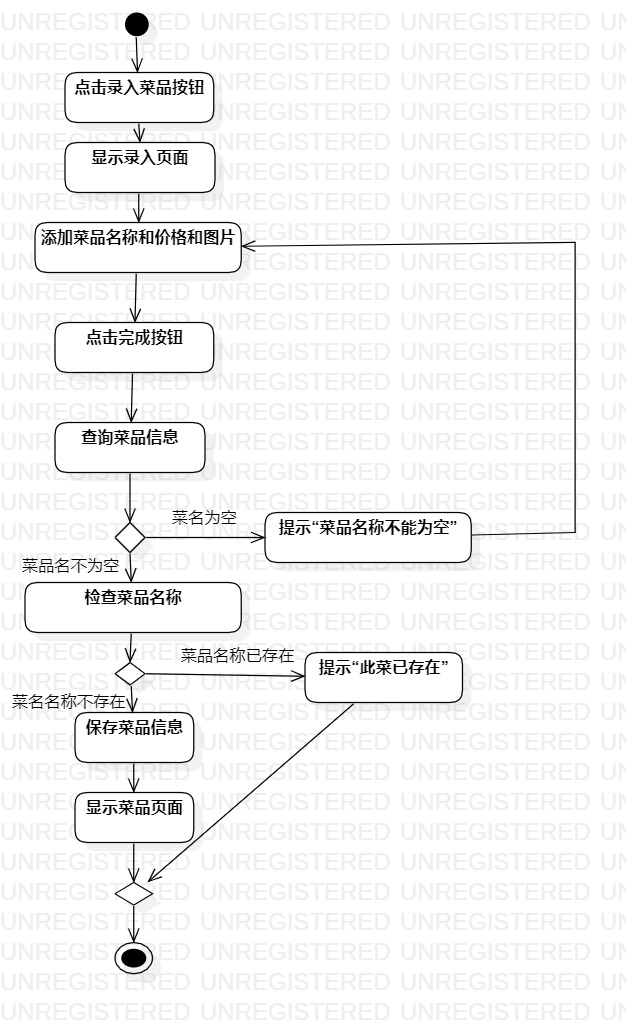 点击录入菜品按钮
显示录入页面
添加菜品名称和价格和图片
点击完成按钮
查询菜品信息
菜名为空
提示“菜品名称不能为空”
菜品名不为空
检查菜品名称
菜品名称已存在
提示“此菜已存在”
菜名名称不存在
保存菜品信息
显示菜品页面